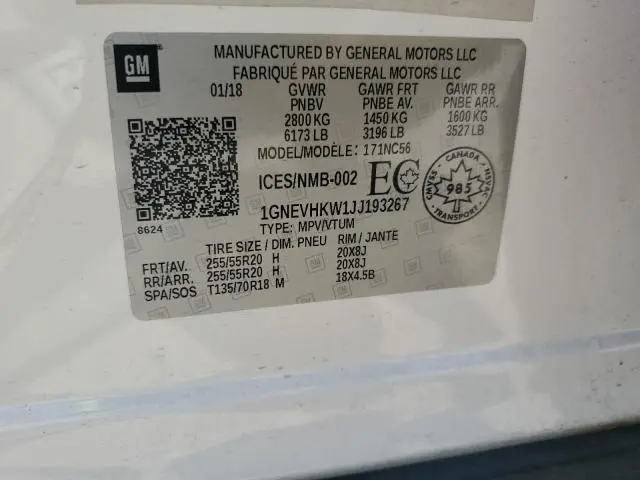 GM
MANUFACTURED BY GENERAL MOTORS LLC
FABRIQUÉ PAR GENERAL MOTORS LLC
01/18 GVWR GAWR FRT GAWR RR
PNBV PNBE AV. PNBE ARR.
2800 KG 1450 KG 1600 KG
6173 LB 3196 LB 3527 LB
MODEL/MODÈLE: 171NC56
ICES/NMB-002 EC
CANADA
985
TRANSPORT
1GNEVHKW1JJ193267
8624
TYPE: MPV/VTUM
TIRE SIZE / DIM. PNEU RIM / JANTE
FRT/AV. 255/55R20 H 20X8J
RR/ARR. 255/55R20 H 20X8J
SPA/SOS T135/70R18 M 18X4.5B